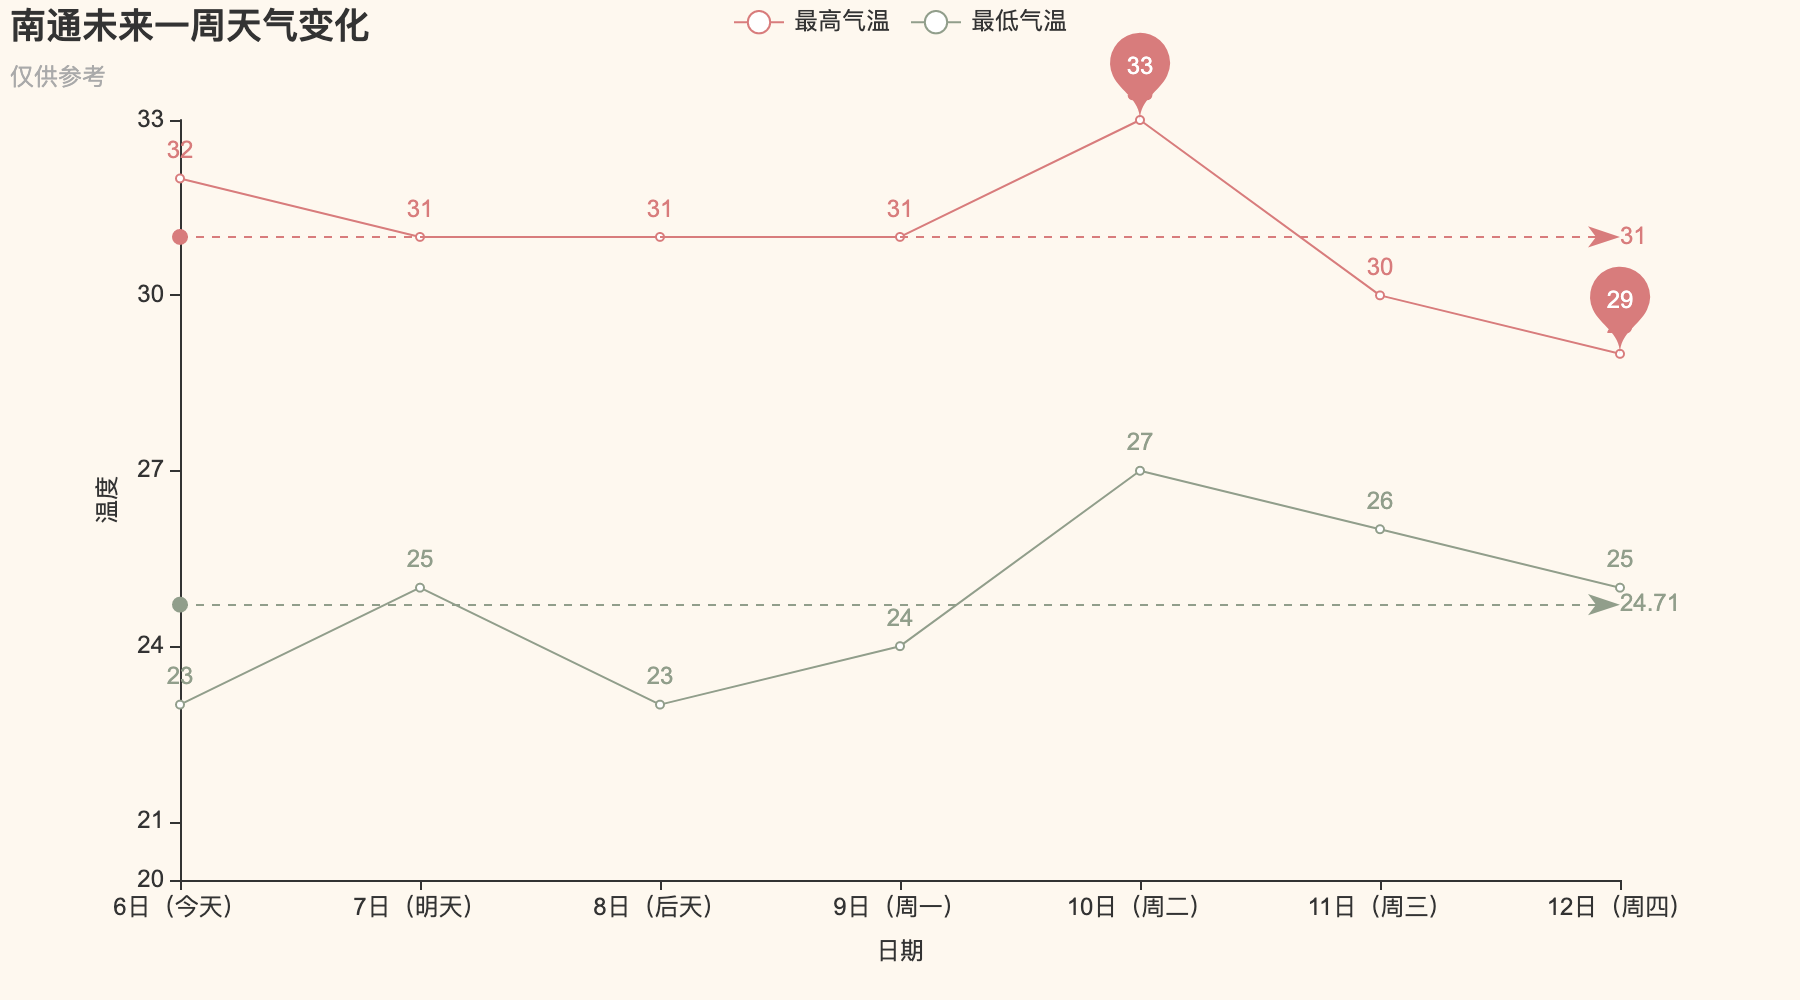 南通未来一周天气变化
仅供参考
最高气温
最低气温
33
33
32
31
31
31
31
30
30
29
27
27
温度
26
25
25
24.71
24
24
23
23
21
20
6日（今天）
7日（明天）
8日（后天）
9日（周一）
10日（周二）
11日（周三）
12日（周四）
日期